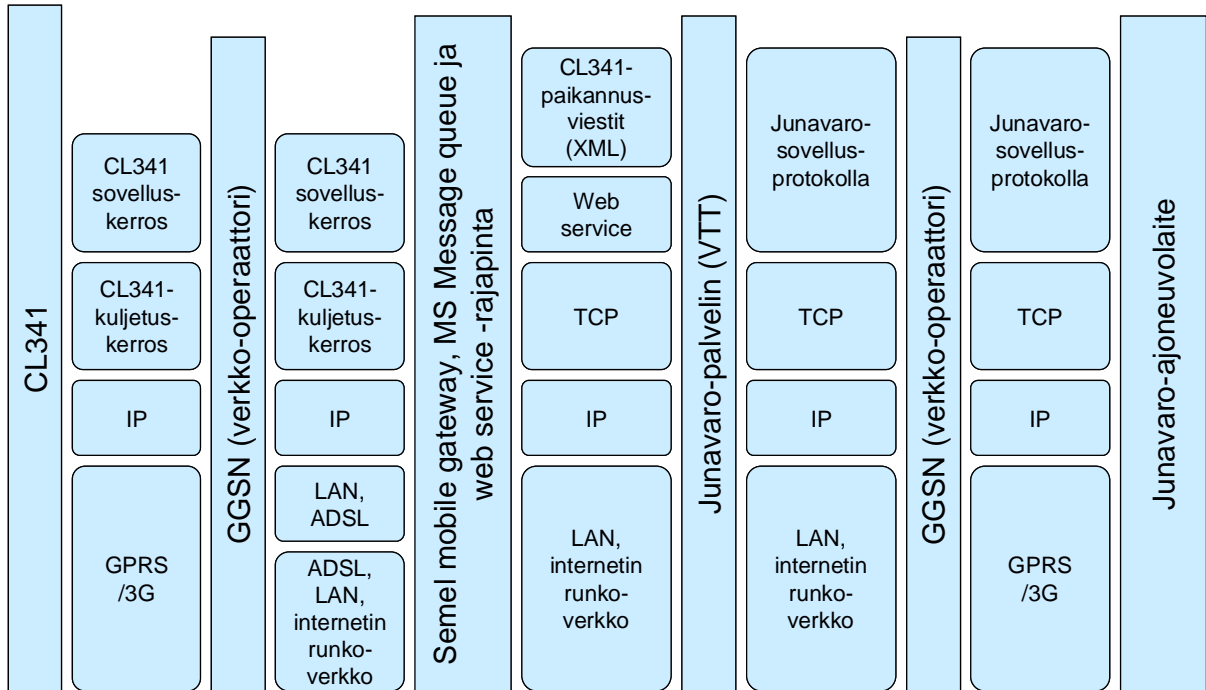 CL341
CL341
sovellus-
kerros
CL341-
kuljetus-
kerros
IP
GPRS
/3G
GGSN (verkko-operaattori)
CL341
sovellus-
kerros
CL341-
kuljetus-
kerros
IP
LAN,
ADSL
ADSL,
LAN,
internetin
runko-
verkko
Semel mobile gateway, MS Message queue ja
web service -rajapinta
CL341-
paikannus-
viestit
(XML)
Web
service
TCP
IP
LAN,
internetin
runko-
verkko
Junavaro-palvelin (VTT)
Junavaro-
sovellus-
protokolla
TCP
IP
LAN,
internetin
runko-
verkko
GGSN (verkko-operaattori)
Junavaro-
sovellus-
protokolla
TCP
IP
GPRS
/3G
Junavaro-ajoneuvolaite